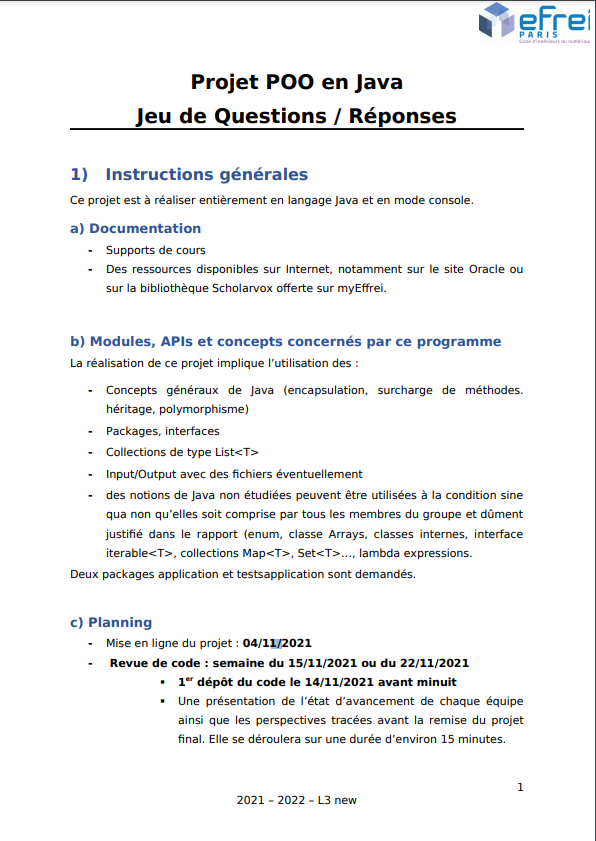 efrei
PARIS
École d'ingénieurs du numérique
Projet POO en Java
Jeu de Questions / Réponses
1) Instructions générales
Ce projet est à réaliser entièrement en langage Java et en mode console.
a) Documentation
- Supports de cours
- Des ressources disponibles sur Internet, notamment sur le site Oracle ou
sur la bibliothèque Scholarvox offerte sur myEfrei.
b) Modules, APIs et concepts concernés par ce programme
La réalisation de ce projet implique l’utilisation des :
- Concepts généraux de Java (encapsulation, surcharge de méthodes.
héritage, polymorphisme)
- Packages, interfaces
- Collections de type List<T>
- Input/Output avec des fichiers éventuellement
- des notions de Java non étudiées peuvent être utilisées à la condition sine
qua non qu’elles soit comprise par tous les membres du groupe et dûment
justifié dans le rapport (enum, classe Arrays, classes internes, interface
iterable<T>, collections Map<T>, Set<T>…, lambda expressions.
Deux packages application et testsapplication sont demandés.
c) Planning
- Mise en ligne du projet : 04/11/2021
- Revue de code : semaine du 15/11/2021 ou du 22/11/2021
▪ 1er dépôt du code le 14/11/2021 avant minuit
▪ Une présentation de l’état d’avancement de chaque équipe
ainsi que les perspectives tracées avant la remise du projet
final. Elle se déroulera sur une durée d’environ 15 minutes.
1
2021 – 2022 – L3 new